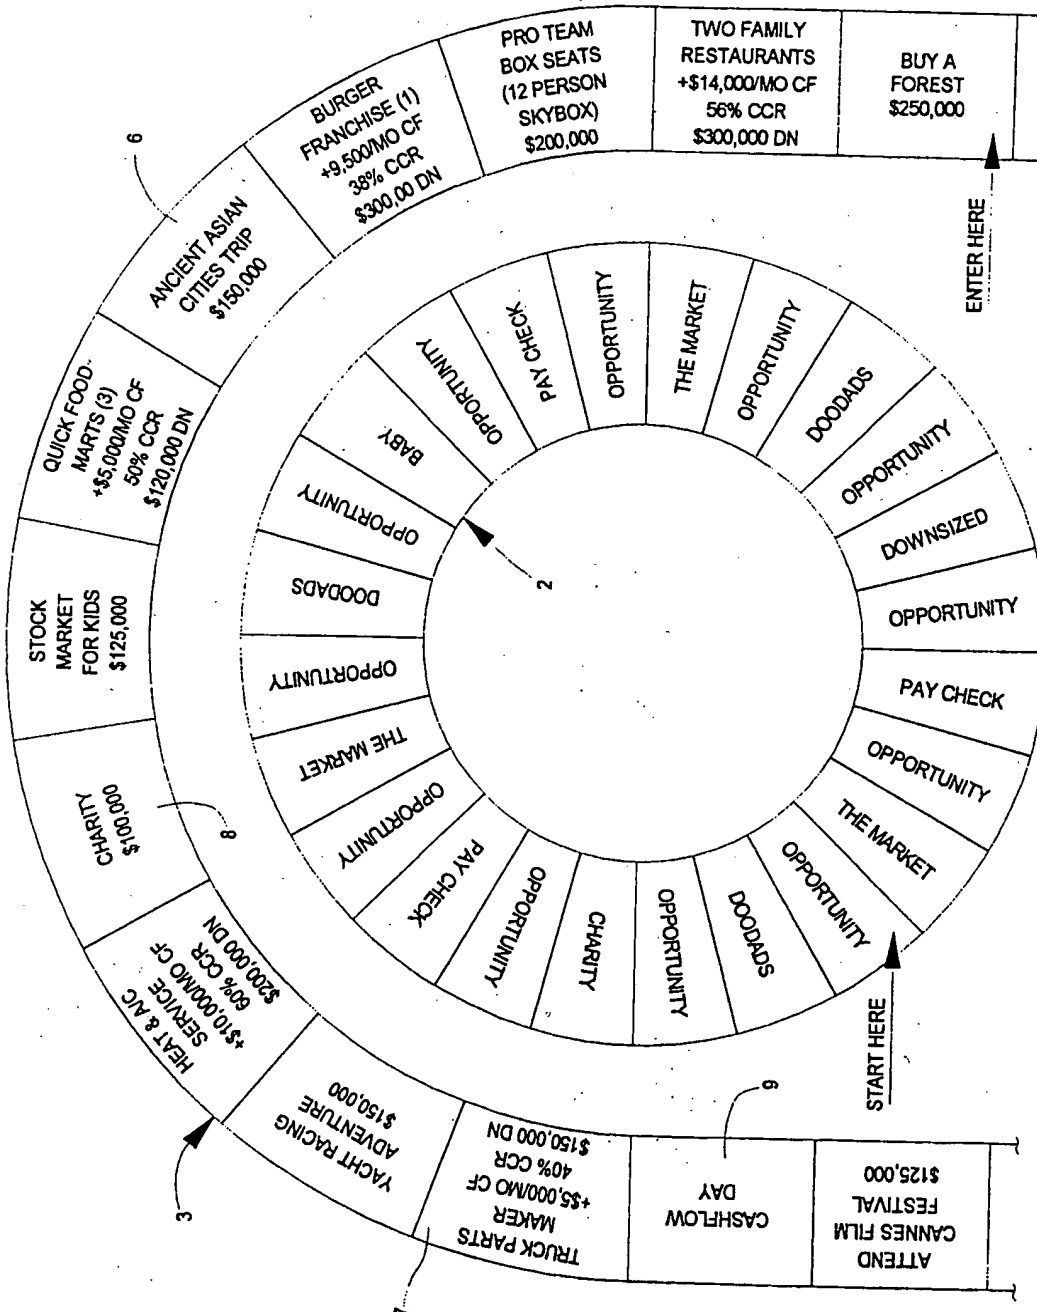 PRO TEAM
BOX SEATS
(12 PERSON
SKYBOX)
$200,000
TWO FAMILY
RESTAURANTS
+$14,000/MO CF
56% CCR
$300,000 DN
BUY A
FOREST
$250,000
BURGER
FRANCHISE (1)
+9,500/MO CF
38% CCR
$300,00 DN
6
ANCIENT ASIAN
CITIES TRIP
$150,000
QUICK FOOD
MARTS (3)
+$5,000/MO CF
50% CCR
$120,000 DN
STOCK
MARKET
FOR KIDS
$125,000
CHARITY
$100,000
8
HEAT & A/C
SERVICE
+$10,000/MO CF
60% CCR
$200,000 DN
3
YACHT RACING
ADVENTURE
$150,000
TRUCK PARTS
MAKER
+$5,000/MO CF
40% CCR
$150,000 DN
CASHFLOW
DAY
9
ATTEND
CANNES FILM
FESTIVAL
$125,000
ENTER HERE
START HERE
2
OPPORTUNITY
THE MARKET
OPPORTUNITY
DOODADS
OPPORTUNITY
DOWNSIZED
OPPORTUNITY
PAY CHECK
OPPORTUNITY
THE MARKET
OPPORTUNITY
DOODADS
OPPORTUNITY
CHARITY
OPPORTUNITY
PAY CHECK
OPPORTUNITY
THE MARKET
OPPORTUNITY
DOODADS
OPPORTUNITY
BABY
OPPORTUNITY
PAY CHECK